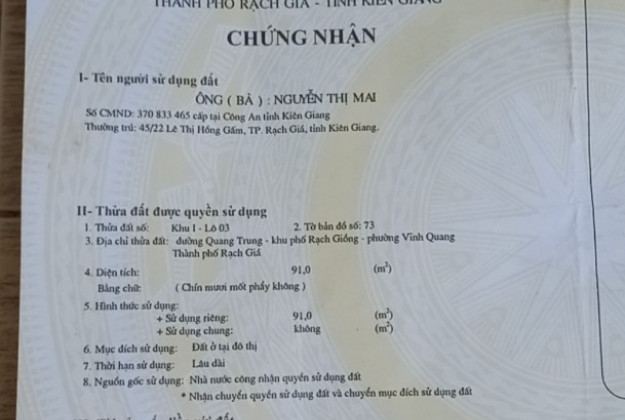 THÀNH PHỐ RẠCH GIÁ - TỈNH KIÊN GIANG
CHỨNG NHẬN
I- Tên người sử dụng đất
ÔNG ( BÀ ) : NGUYỄN THỊ MAI
Số CMND: 370 833 465 cấp tại Công An tỉnh Kiên Giang
Thường trú: 45/22 Lê Thị Hồng Gấm, TP. Rạch Giá, tỉnh Kiên Giang.
II- Thửa đất được quyền sử dụng
1. Thửa đất số: Khu I - Lô 03 2. Tờ bản đồ số: 73
3. Địa chỉ thửa đất: đường Quang Trung - khu phố Rạch Giồng - phường Vĩnh Quang
Thành phố Rạch Giá
4. Diện tích: 91,0 (m²)
Bằng chữ: ( Chín mươi mốt phẩy không )
5. Hình thức sử dụng:
+ Sử dụng riêng: 91,0 (m²)
+ Sử dụng chung: không (m²)
6. Mục đích sử dụng: Đất ở tại đô thị
7. Thời hạn sử dụng: Lâu dài
8. Nguồn gốc sử dụng: Nhà nước công nhận quyền sử dụng đất
* Nhận chuyển quyền sử dụng đất và chuyển mục đích sử dụng đất